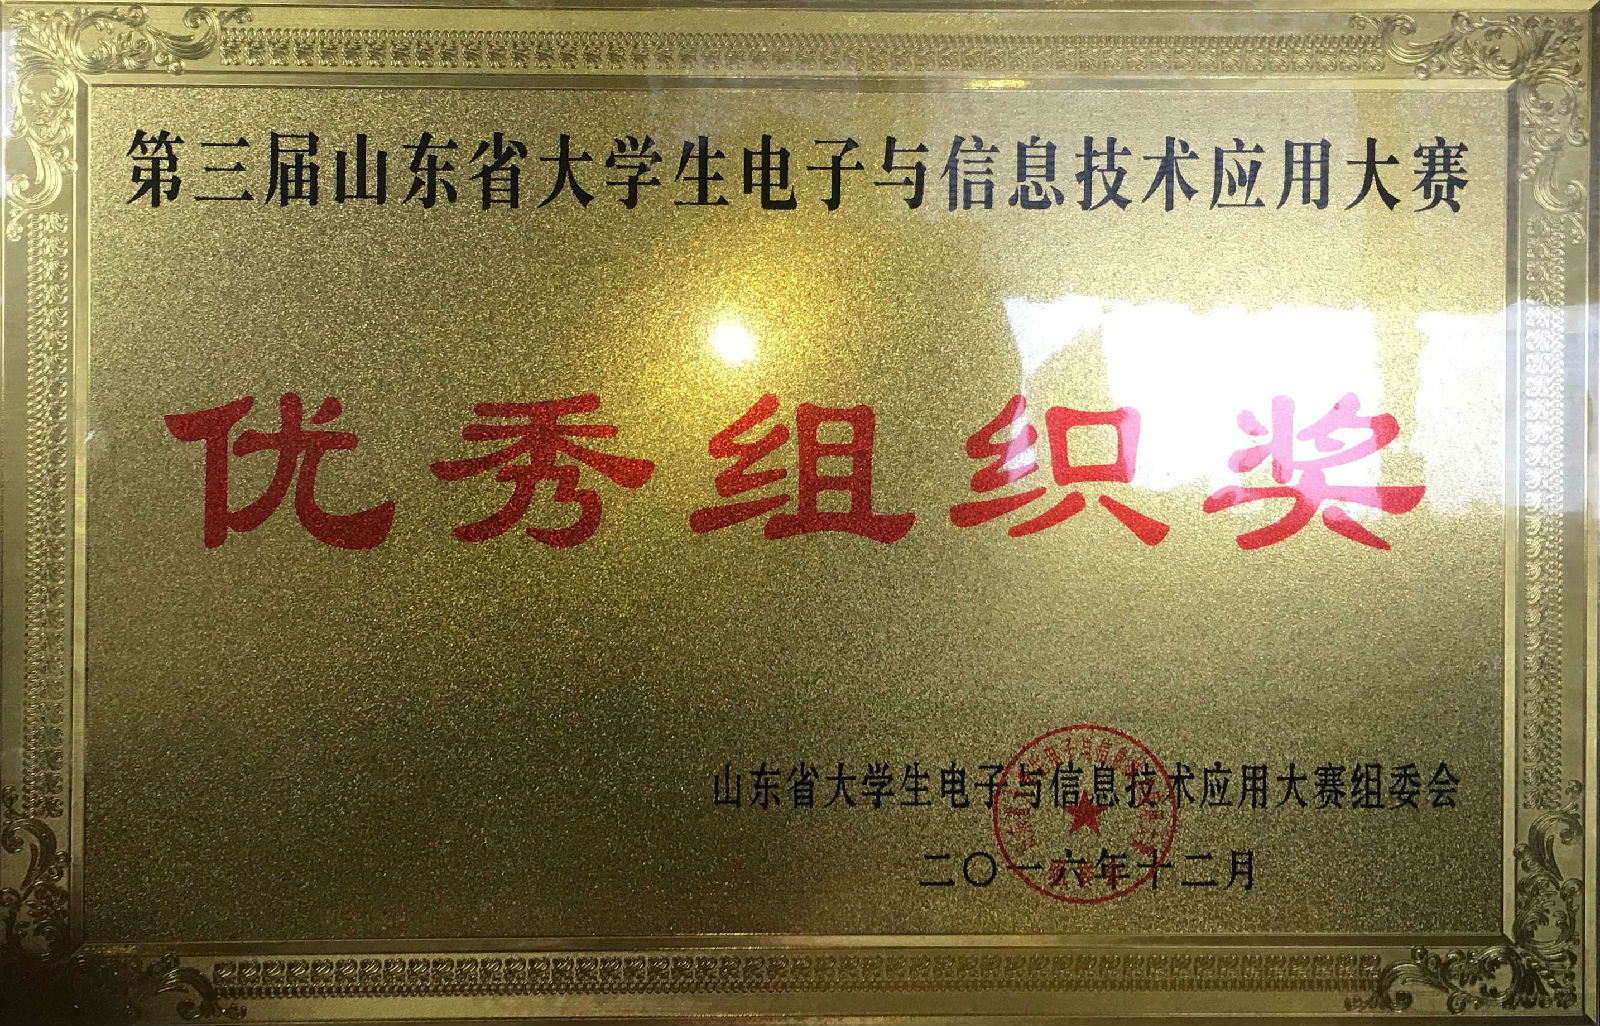 第三届山东省大学生电子与信息技术应用大赛
优秀组织奖
山东省大学生电子与信息技术应用大赛组委会
二〇一六年十二月